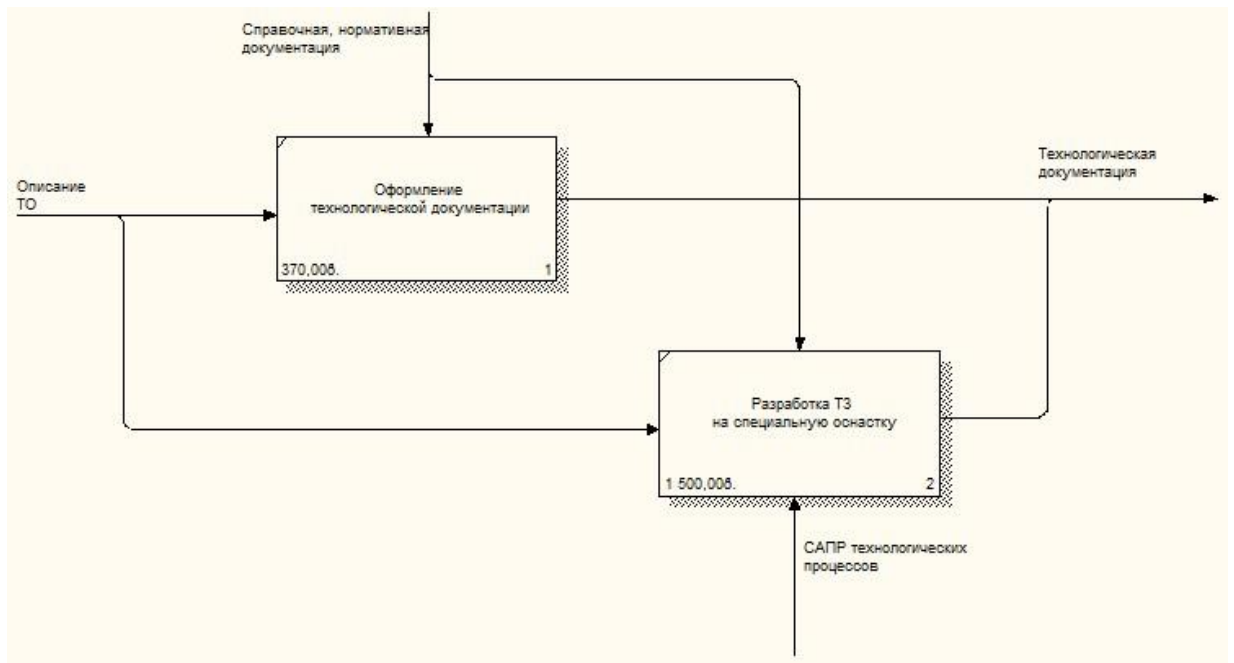 Справочная, нормативная
документация
Технологическая
документация
Описание
ТО
Оформление
технологической документации
370,00б.
1
Разработка ТЗ
на специальную оснастку
1 500,00б.
2
САПР технологических
процессов